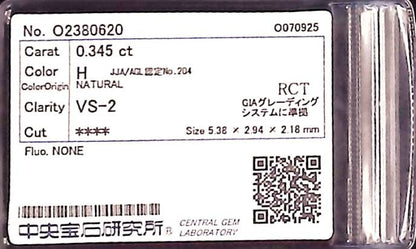 No. O2380620 O070925
Carat 0.345 ct
Color H JJA/AGL認定No.204
ColorOrigin NATURAL
RCT
Clarity VS-2
GIAグレーディング
システムに準拠
Cut ****
Size 5.38 × 2.94 × 2.18 mm
Fluo. NONE
中央宝石研究所®
CENTRAL GEM
LABORATORY